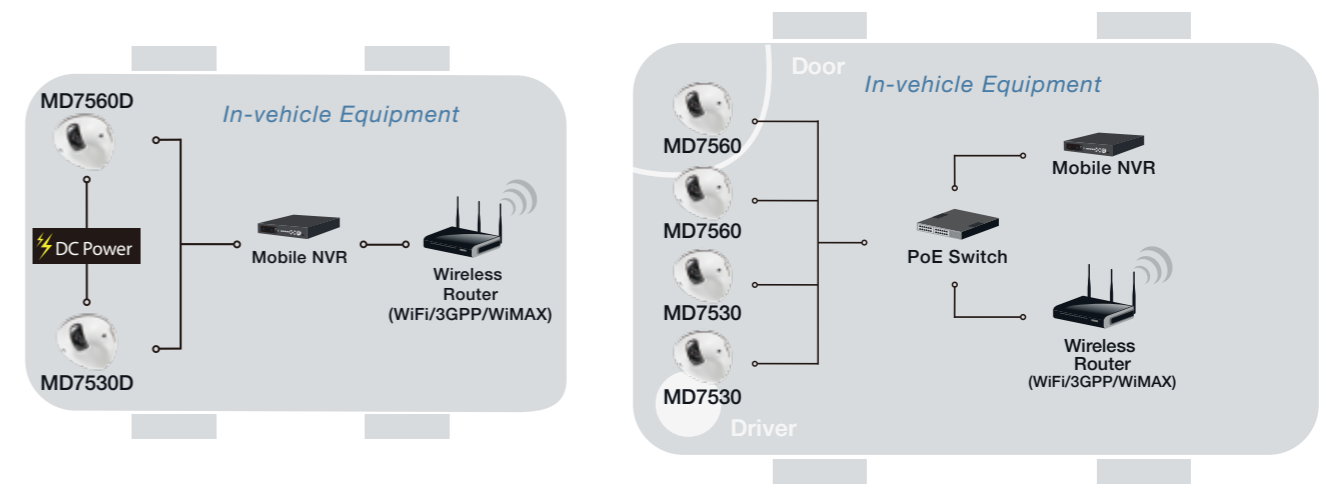 MD7560D
In-vehicle Equipment
DC Power
Mobile NVR
Wireless
Router
(WiFi/3GPP/WiMAX)
MD7530D
Door
In-vehicle Equipment
MD7560
MD7560
MD7530
MD7530
Driver
PoE Switch
Mobile NVR
Wireless
Router
(WiFi/3GPP/WiMAX)